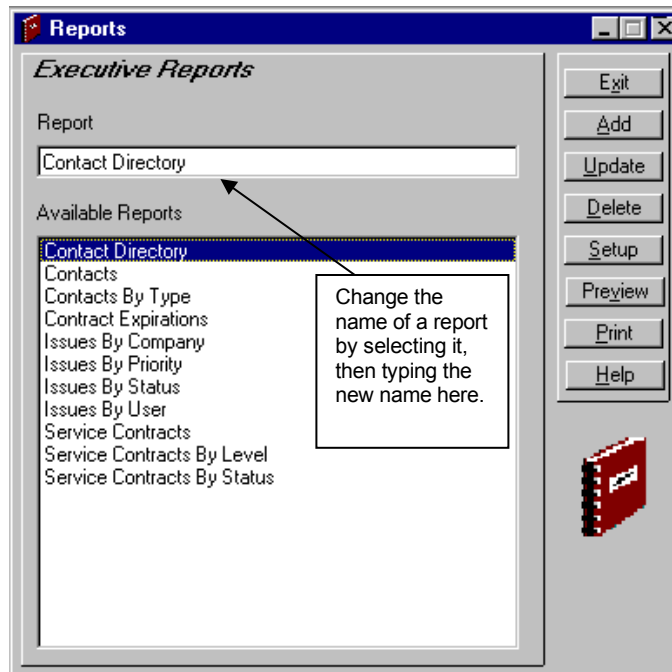 Reports
Executive Reports
Report
Contact Directory
Available Reports
Contact Directory
Contacts
Contacts By Type
Contract Expirations
Issues By Company
Issues By Priority
Issues By Status
Issues By User
Service Contracts
Service Contracts By Level
Service Contracts By Status
Change the
name of a report
by selecting it,
then typing the
new name here.
Exit
Add
Update
Delete
Setup
Preview
Print
Help